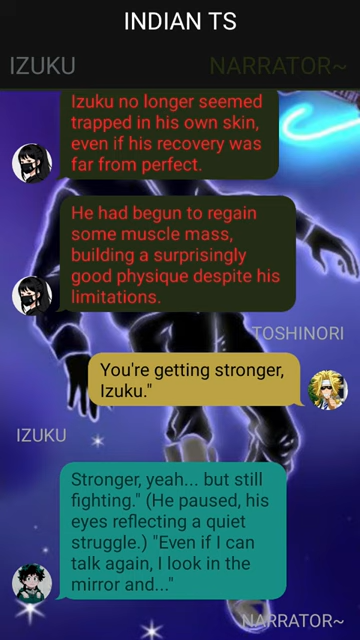 INDIAN TS
IZUKU
NARRATOR~
Izuku no longer seemed
trapped in his own skin,
even if his recovery was
far from perfect.
He had begun to regain
some muscle mass,
building a surprisingly
good physique despite his
limitations.
TOSHINORI
You're getting stronger,
Izuku."
IZUKU
Stronger, yeah... but still
fighting." (He paused, his
eyes reflecting a quiet
struggle.) "Even if I can
talk again, I look in the
mirror and..."
NARRATOR~